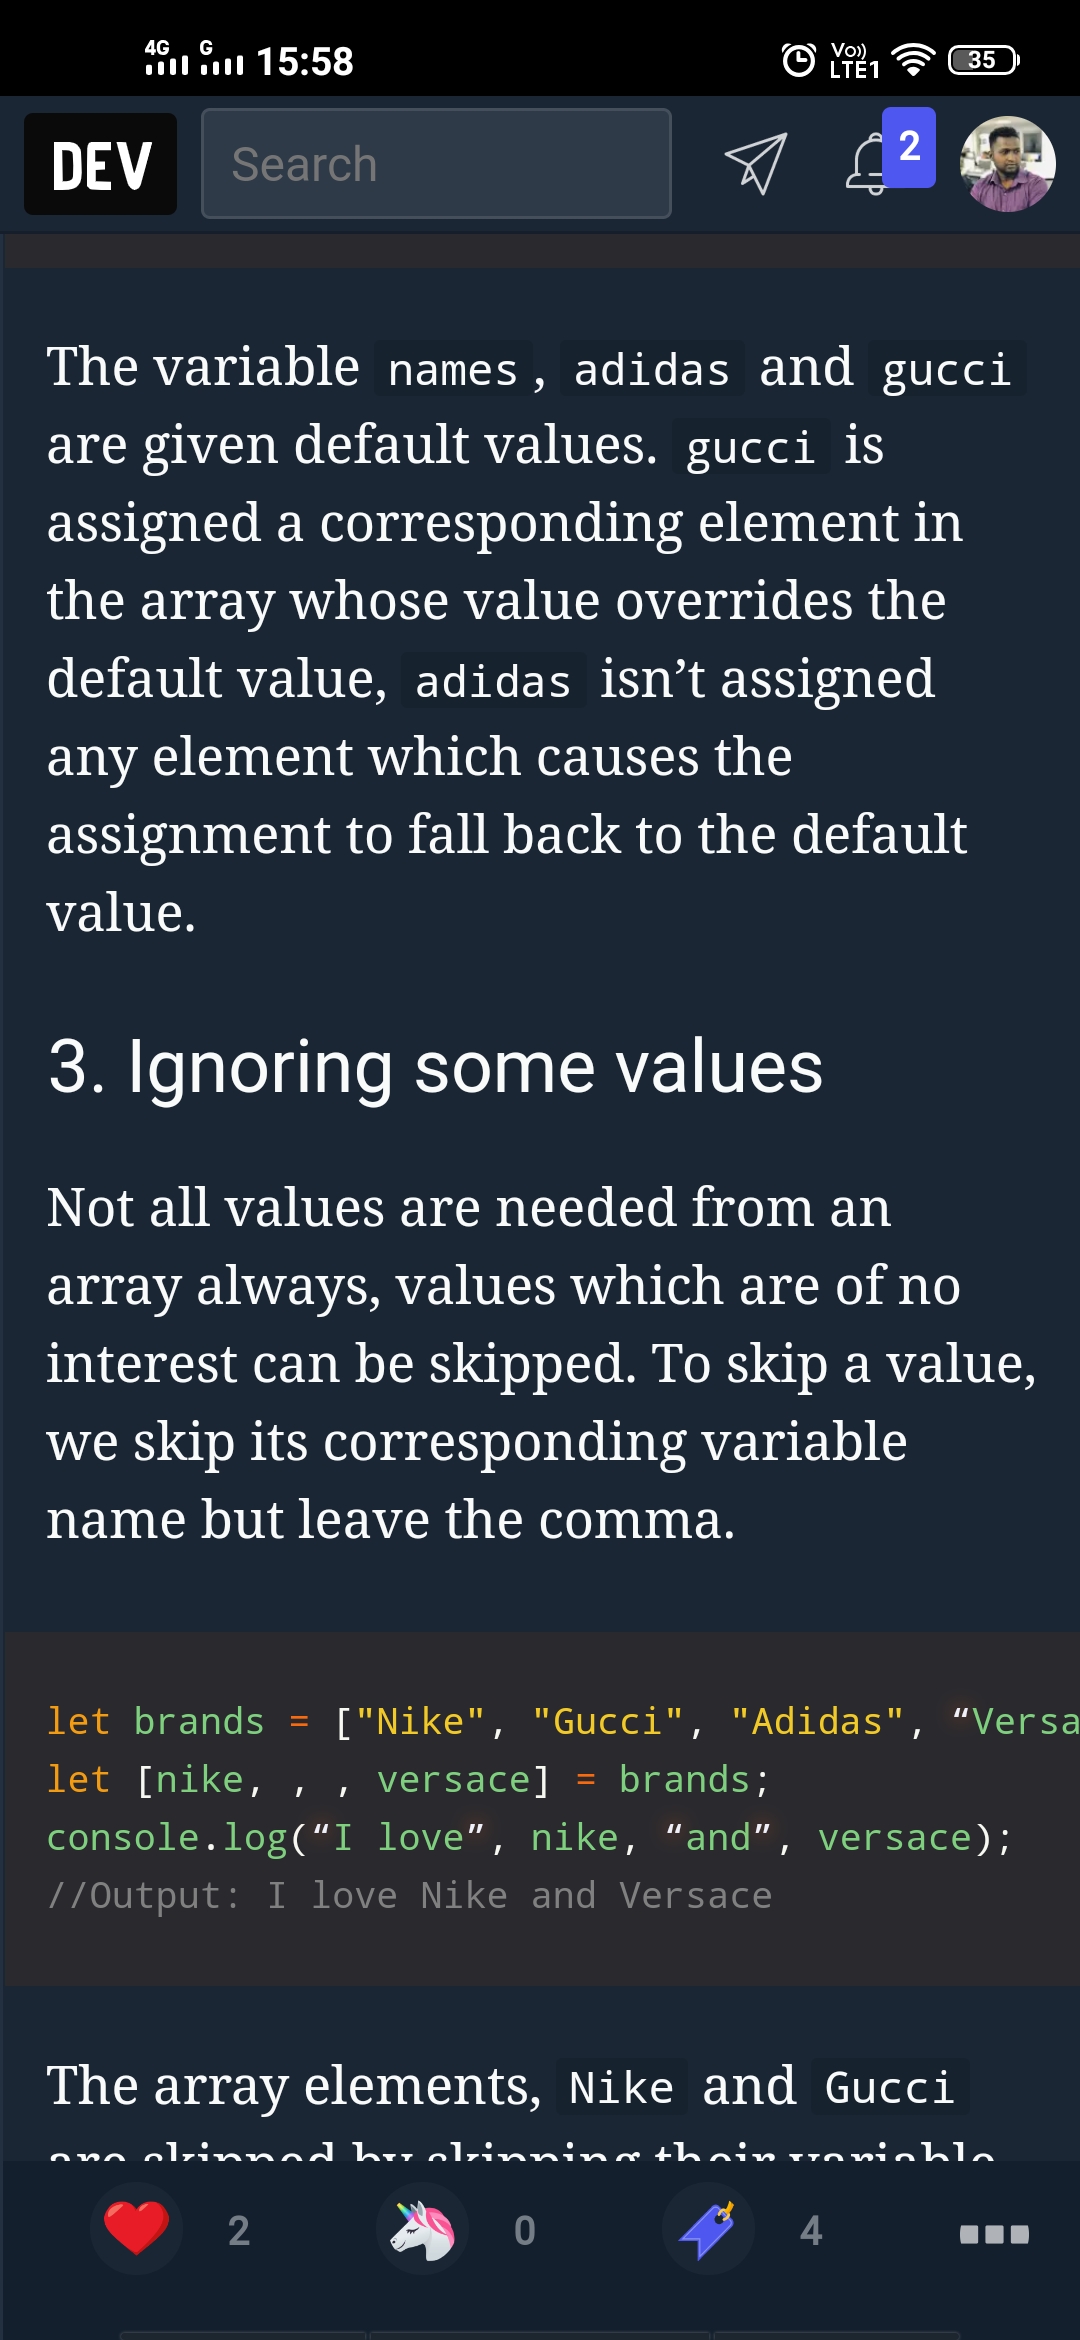 4G G 15:58 Vo)) LTE1 35
DEV Search 2
The variable names, adidas and gucci
are given default values. gucci is
assigned a corresponding element in
the array whose value overrides the
default value, adidas isn’t assigned
any element which causes the
assignment to fall back to the default
value.
3. Ignoring some values
Not all values are needed from an
array always, values which are of no
interest can be skipped. To skip a value,
we skip its corresponding variable
name but leave the comma.
let brands = ["Nike", "Gucci", "Adidas", “Versa
let [nike, , , versace] = brands;
console.log(“I love”, nike, “and”, versace);
//Output: I love Nike and Versace
The array elements, Nike and Gucci
are skipped by skipping their variable
2 0 4